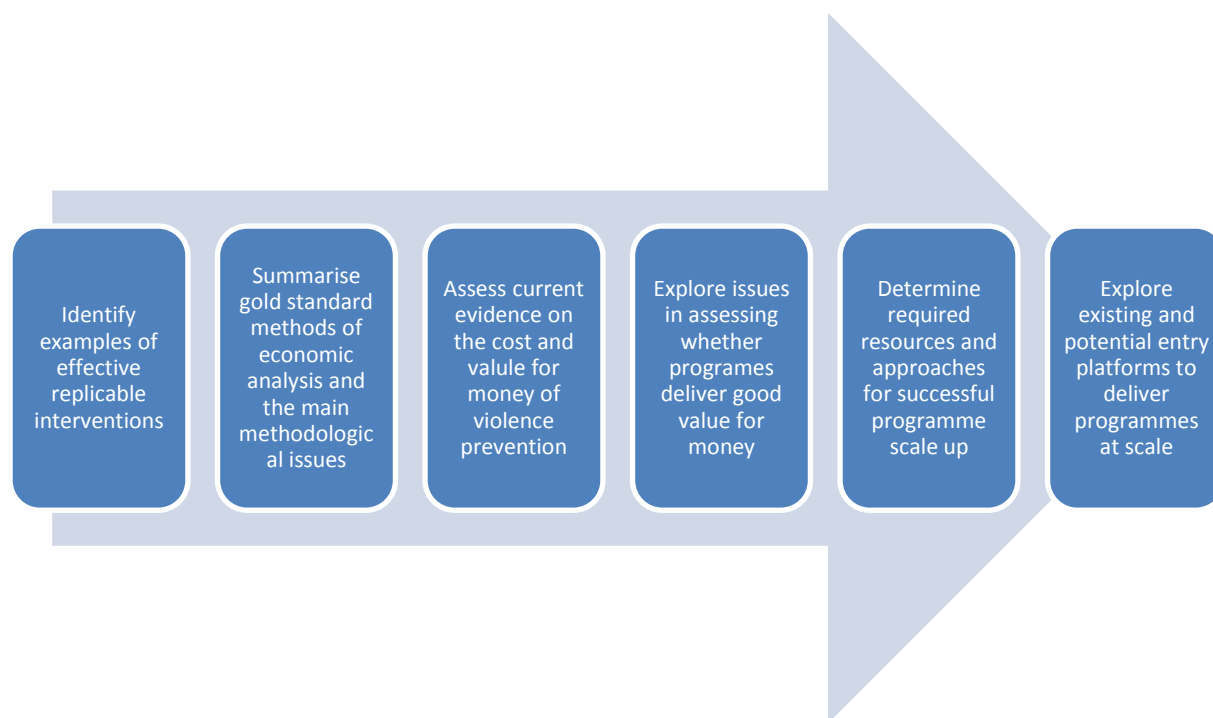 Identify
examples of
effective
replicable
interventions
Summarise
gold standard
methods of
economic
analysis and
the main
methodologic
al issues
Assess current
evidence on
the cost and
valule for
money of
violence
prevention
Explore issues
in assessing
whether
programes
deliver good
value for
money
Determine
required
resources and
approaches
for successful
programme
scale up
Explore
existing and
potential entry
platforms to
deliver
programmes
at scale